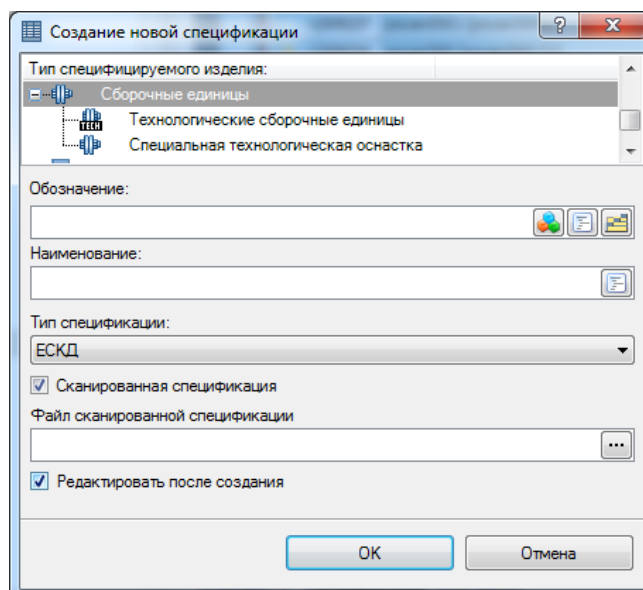 Создание новой спецификации
?
Тип специфицируемого изделия:
Сборочные единицы
TECH
Технологические сборочные единицы
Специальная технологическая оснастка
Обозначение:
Наименование:
Тип спецификации:
ЕСКД
Сканированная спецификация
Файл сканированной спецификации
...
Редактировать после создания
OK
Отмена